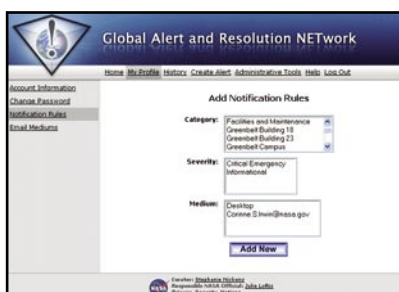 Global Alert and Resolution NETwork
Home My Profile History Create Alert Administrative Tools Help Log Out
Account Information
Change Password
Notification Rules
Email Mediums
Add Notification Rules
Category:
Facilities and Maintenance
Greenbelt Building 18
Greenbelt Building 23
Greenbelt Campus
Severity:
Critical Emergency
Informational
Medium:
Desktop
Corinne.S.Irwin@nasa.gov
Add New
NASA
Curator: Stephanie
Responsible NASA Official: Julie Loftis